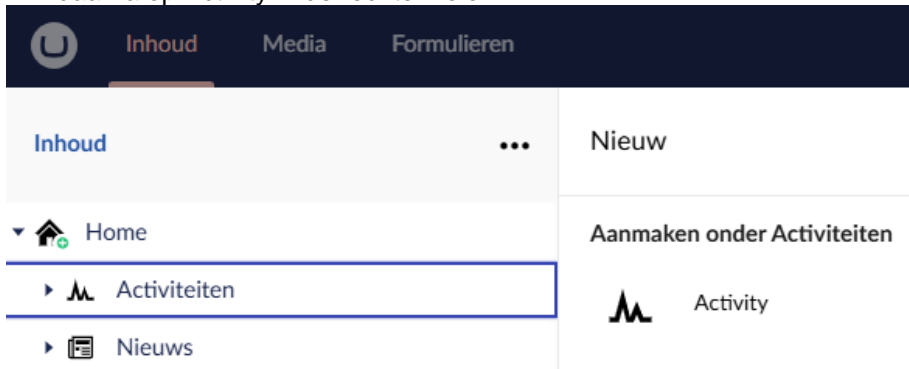 Inhoud Media Formulieren
Inhoud
Nieuw
Home
Aanmaken onder Activiteiten
Activiteiten
Activity
Nieuws